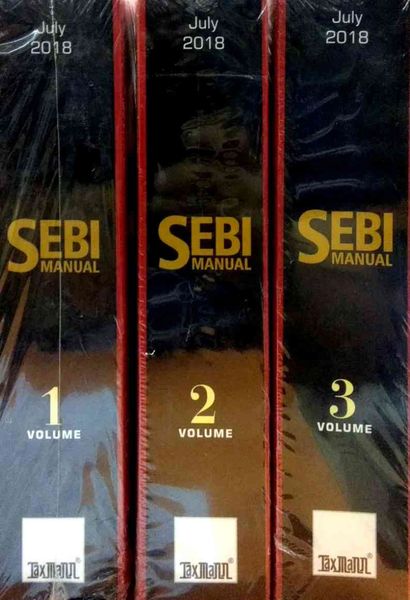 July
2018
SEBI
MANUAL
1
VOLUME
TAXMANN®
July
2018
SEBI
MANUAL
2
VOLUME
TAXMANN®
July
2018
SEBI
MANUAL
3
VOLUME
TAXMANN®